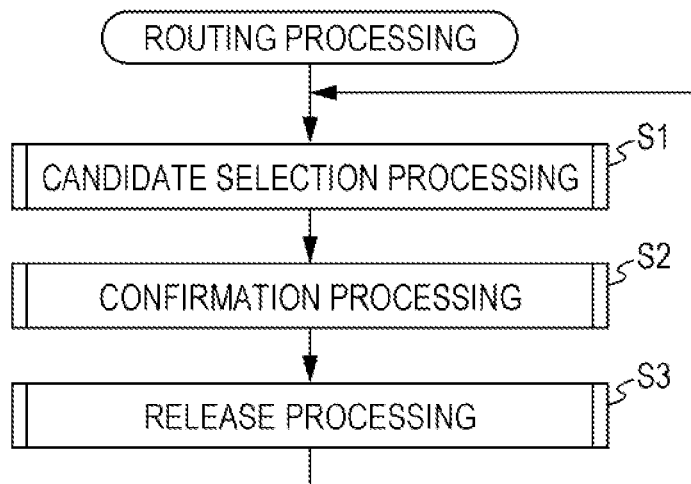 ROUTING PROCESSING
S1
CANDIDATE SELECTION PROCESSING
S2
CONFIRMATION PROCESSING
S3
RELEASE PROCESSING